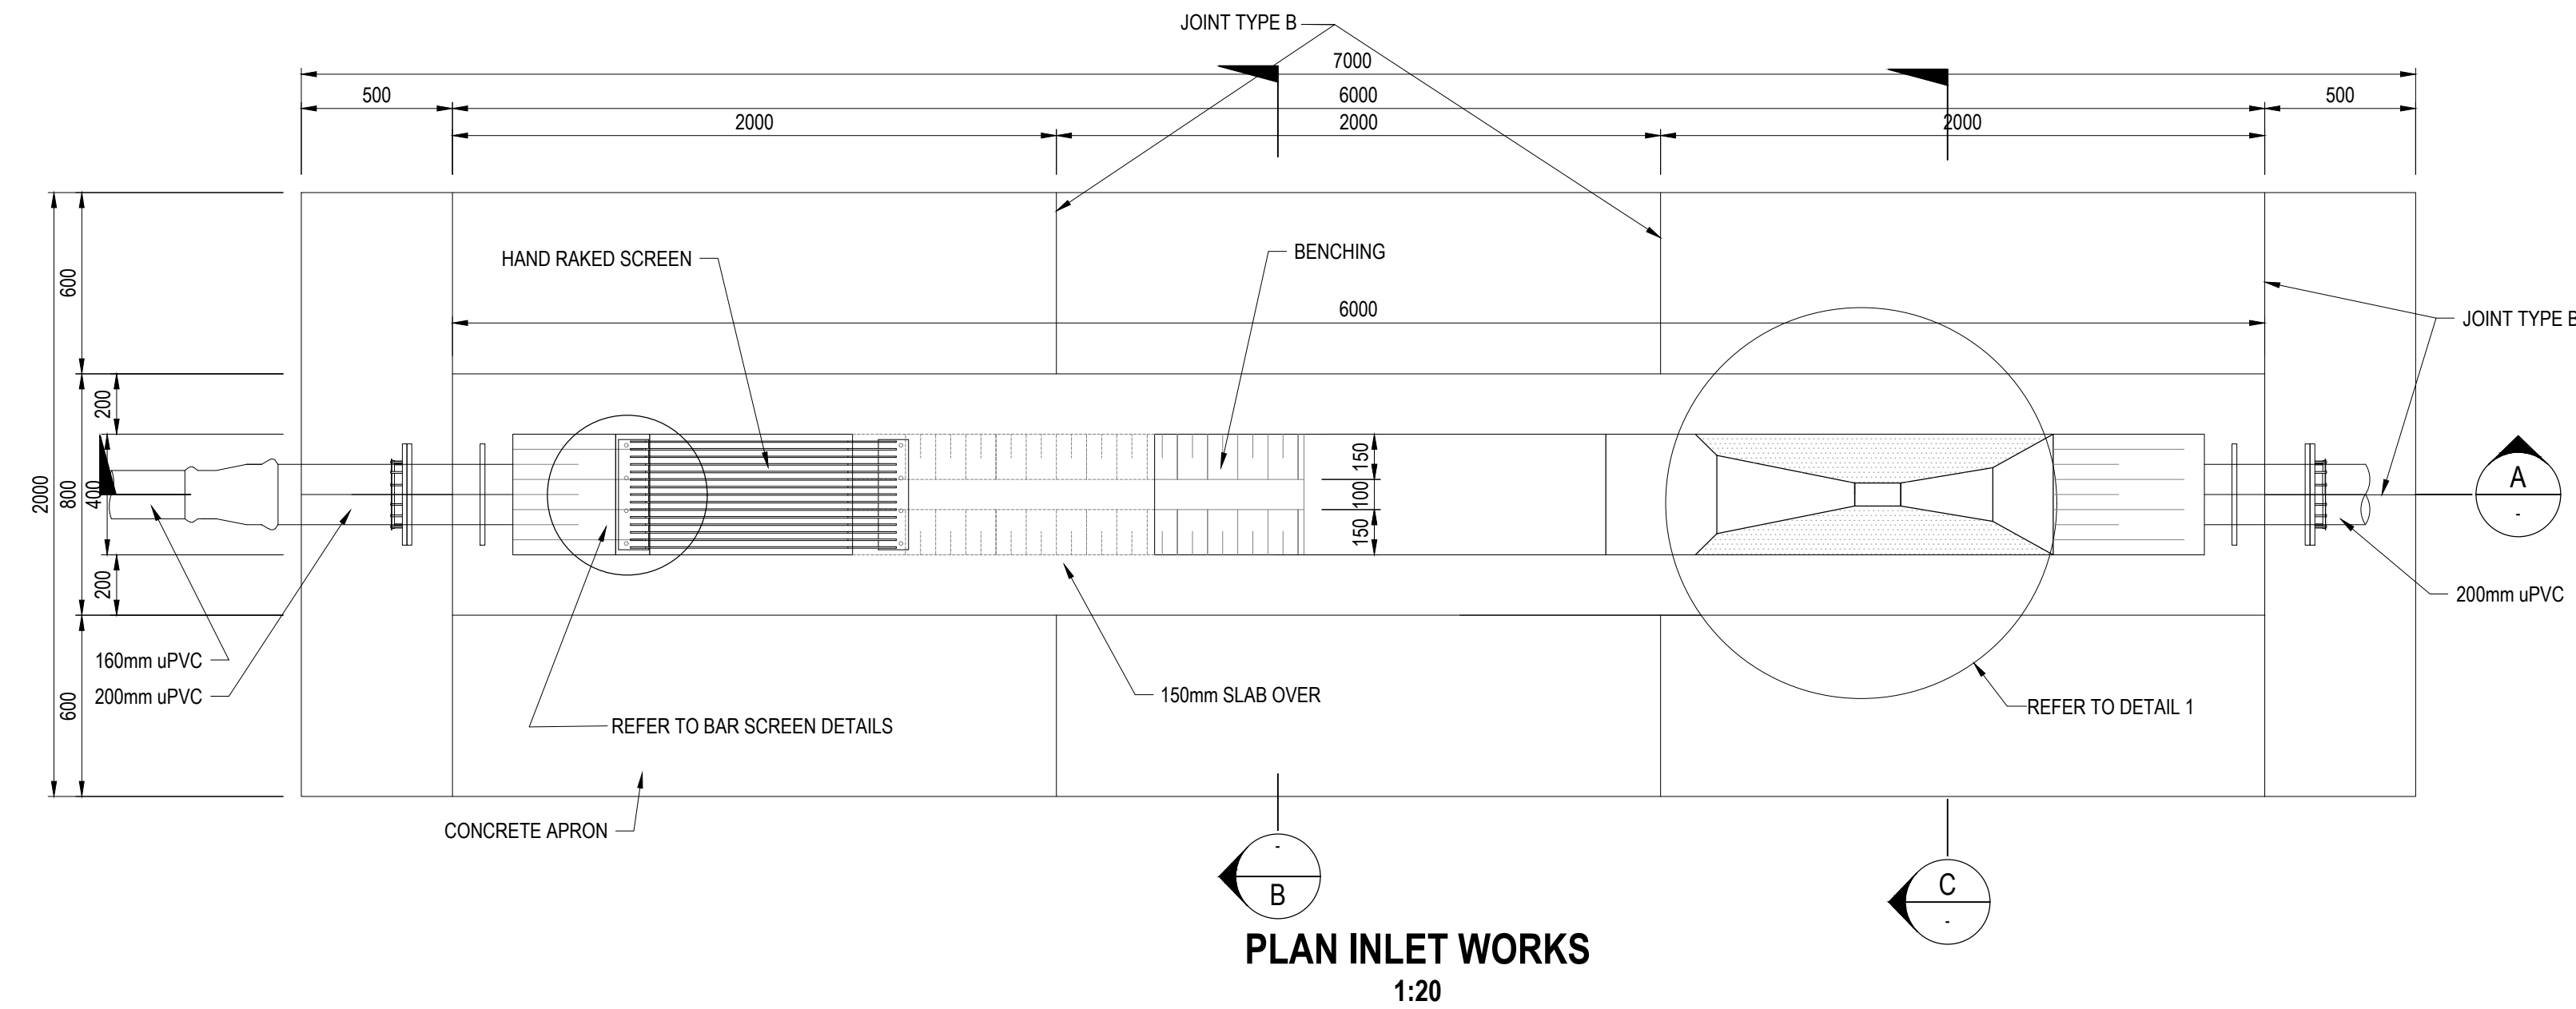 JOINT TYPE B
7000
500
6000
500
2000
2000
2000
HAND RAKED SCREEN
BENCHING
6000
JOINT TYPE B
2000
600
800
200
400
200
600
150
100
150
A
-
160mm uPVC
200mm uPVC
200mm uPVC
150mm SLAB OVER
REFER TO DETAIL 1
REFER TO BAR SCREEN DETAILS
CONCRETE APRON
-
B
C
-
PLAN INLET WORKS
1:20